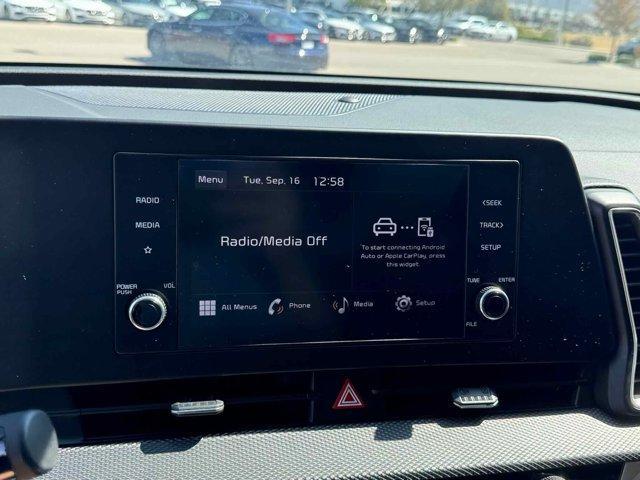 Menu Tue, Sep. 16 12:58
RADIO
MEDIA
POWER
PUSH
VOL
Radio/Media Off
To start connecting Android
Auto or Apple CarPlay, press
this widget.
All Menus Phone Media Setup
<SEEK
TRACK>
SETUP
TUNE ENTER
FILE